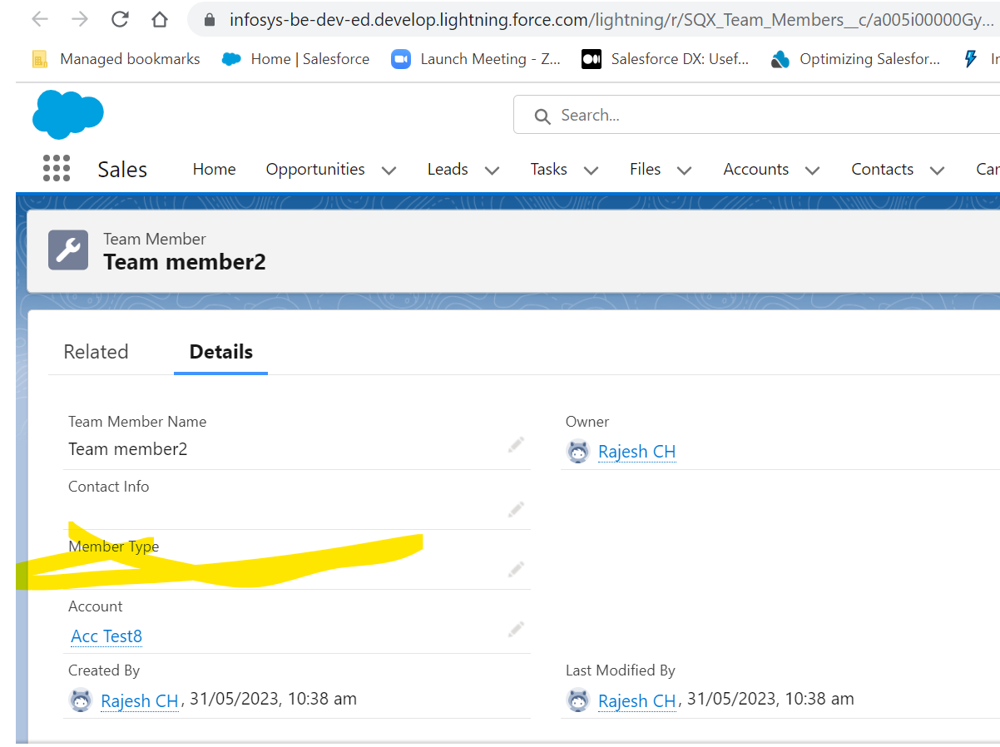 infosys-be-dev-ed.develop.lightning.force.com/lightning/r/SQX_Team_Members__c/a005i00000Gy...
Managed bookmarks Home | Salesforce Launch Meeting - Z... Salesforce DX: Usef... Optimizing Salesfor... In
Search...
Sales Home Opportunities Leads Tasks Files Accounts Contacts Car
Team Member
Team member2
Related Details
Team Member Name Owner
Team member2 Rajesh CH
Contact Info
Member Type
Account
Acc Test8
Created By Last Modified By
Rajesh CH, 31/05/2023, 10:38 am Rajesh CH, 31/05/2023, 10:38 am